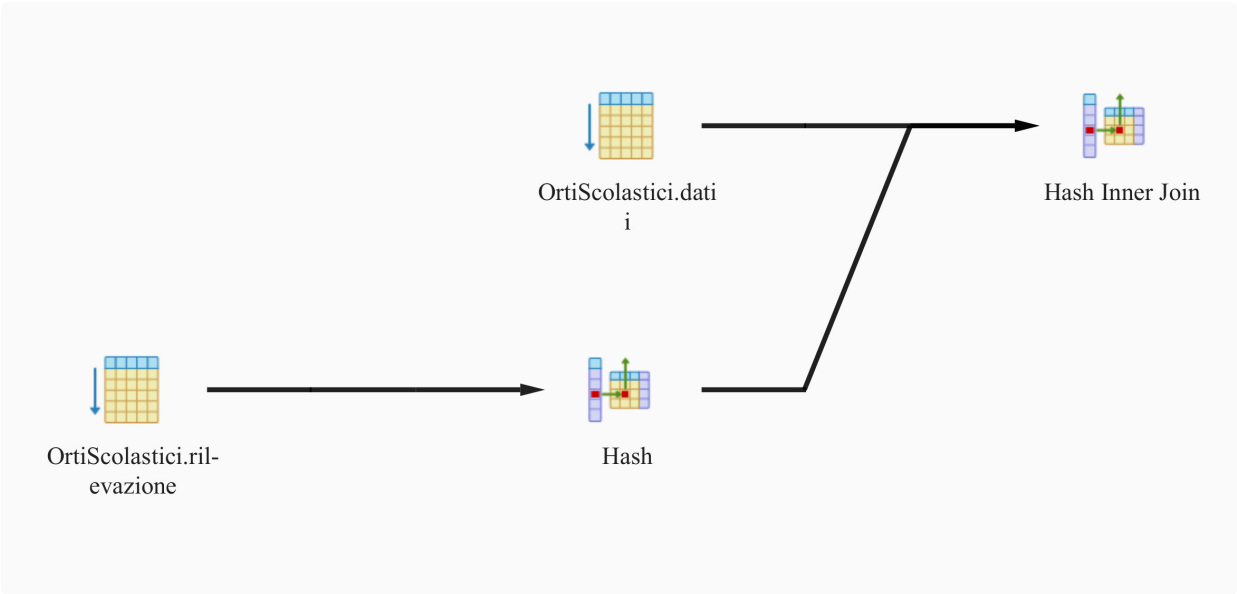 OrtiScolastici.dati
i
Hash Inner Join
OrtiScolastici.ril-
evazione
Hash